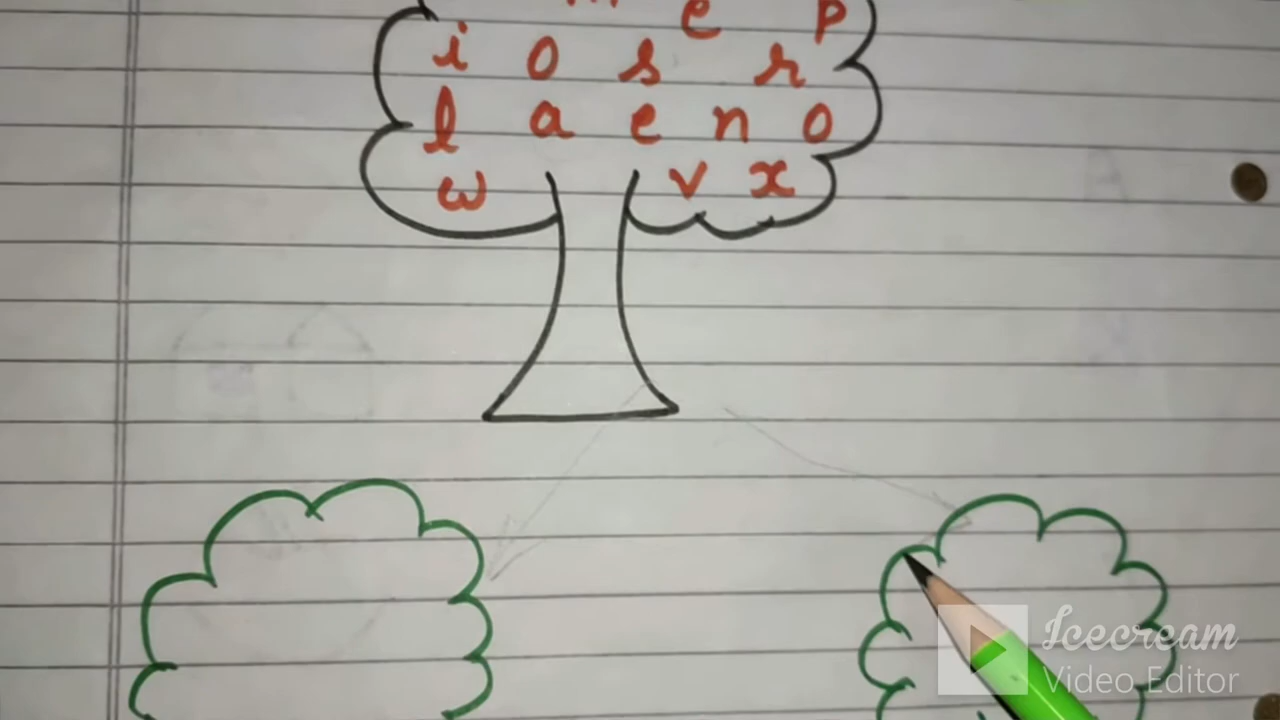 e p
i o s r
l a e n o
w v x
Icecream
Video Editor